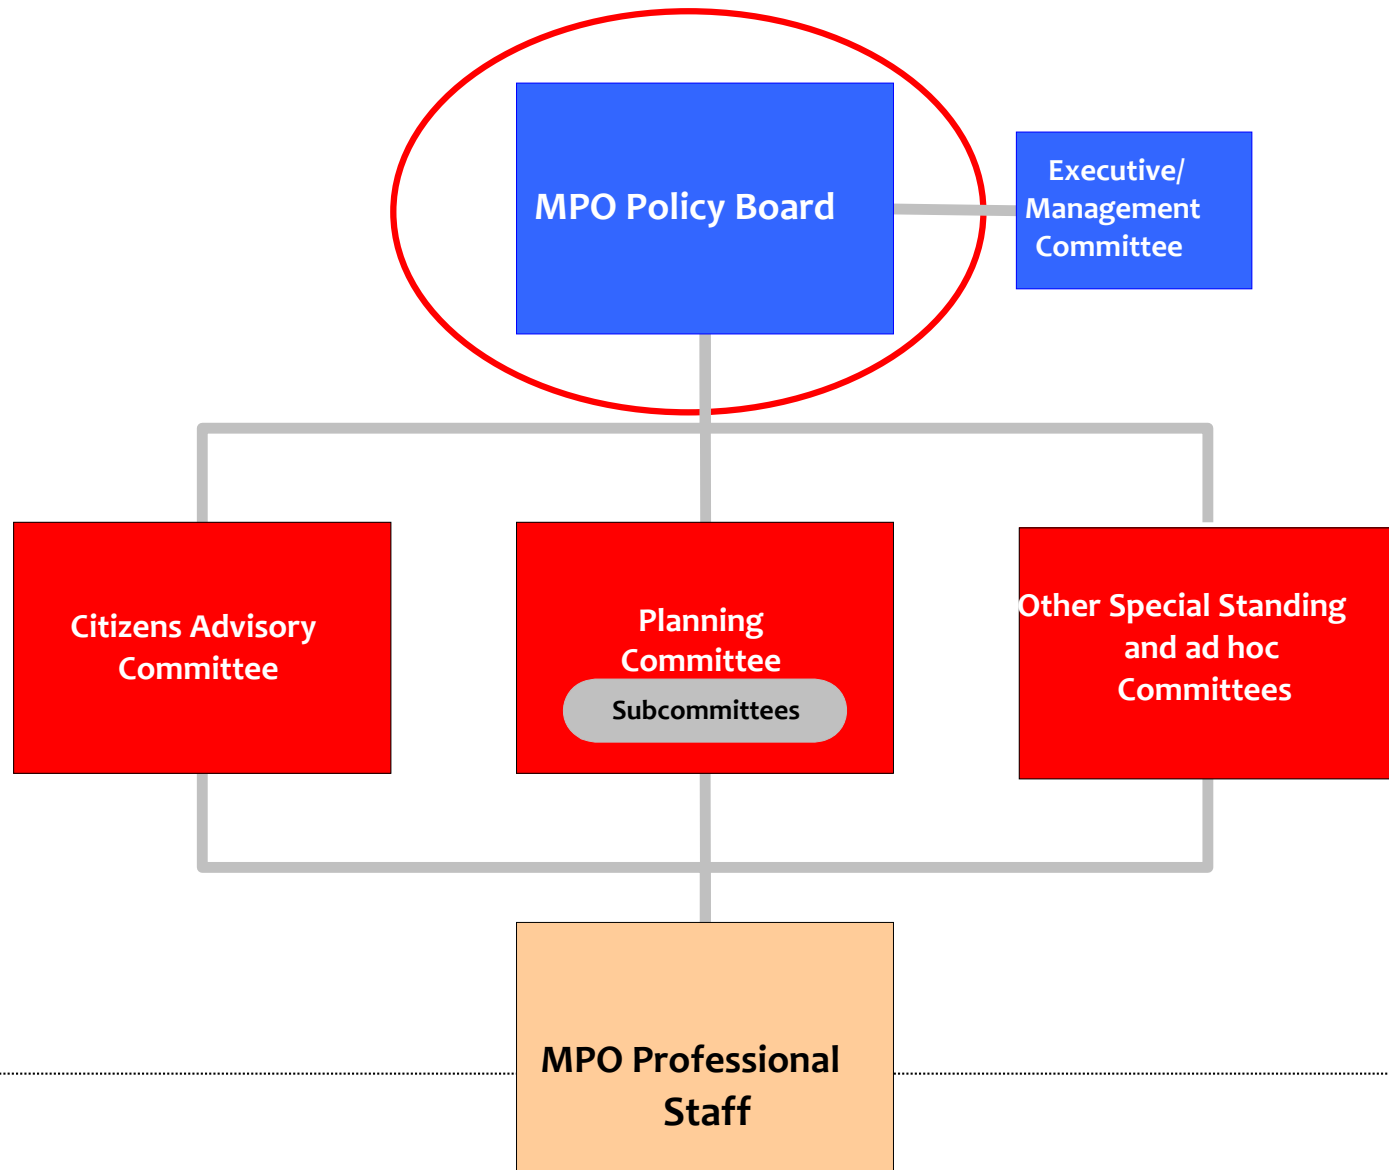 MPO Policy Board
Executive/
Management
Committee
Citizens Advisory
Committee
Planning
Committee
Subcommittees
Other Special Standing
and ad hoc
Committees
MPO Professional
Staff